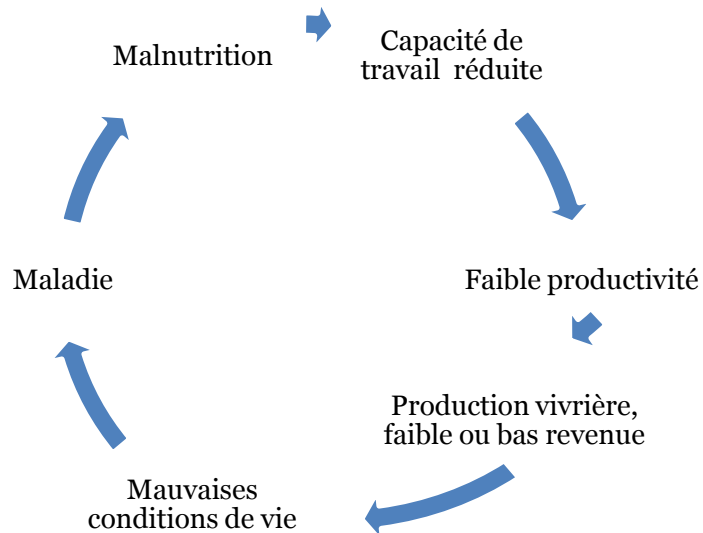 Malnutrition
Capacité de
travail réduite
Faible productivité
Production vivrière,
faible ou bas revenue
Mauvaises
conditions de vie
Maladie